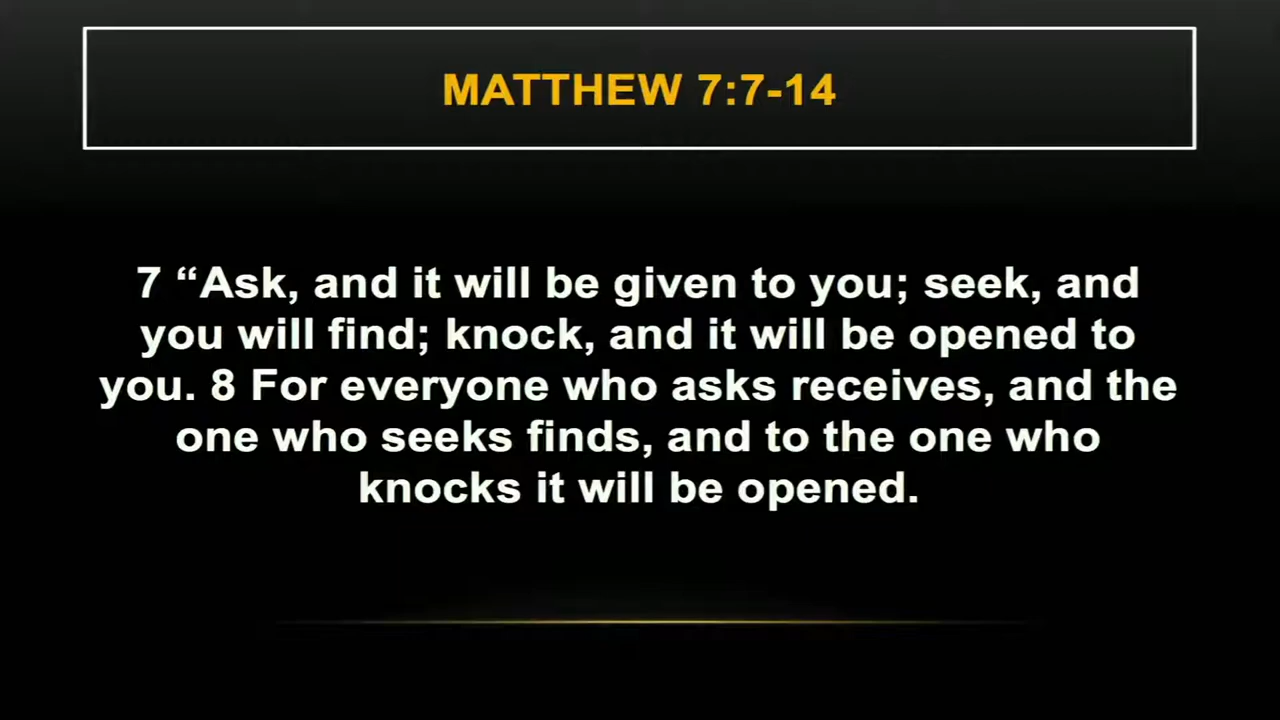 MATTHEW 7:7-14
7 “Ask, and it will be given to you; seek, and
you will find; knock, and it will be opened to
you. 8 For everyone who asks receives, and the
one who seeks finds, and to the one who
knocks it will be opened.